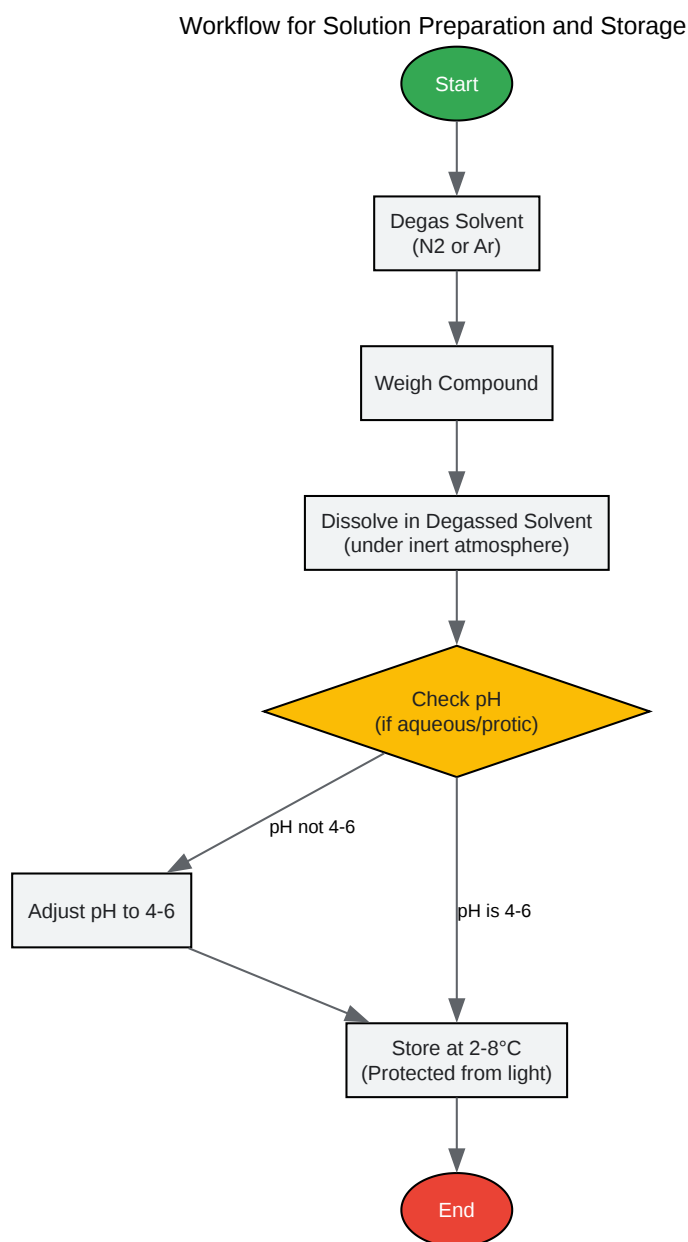 Workflow for Solution Preparation and Storage
Start
Degas Solvent
(N2 or Ar)
Weigh Compound
Dissolve in Degassed Solvent
(under inert atmosphere)
Check pH
(if aqueous/protic)
pH not 4-6
Adjust pH to 4-6
pH is 4-6
Store at 2-8°C
(Protected from light)
End